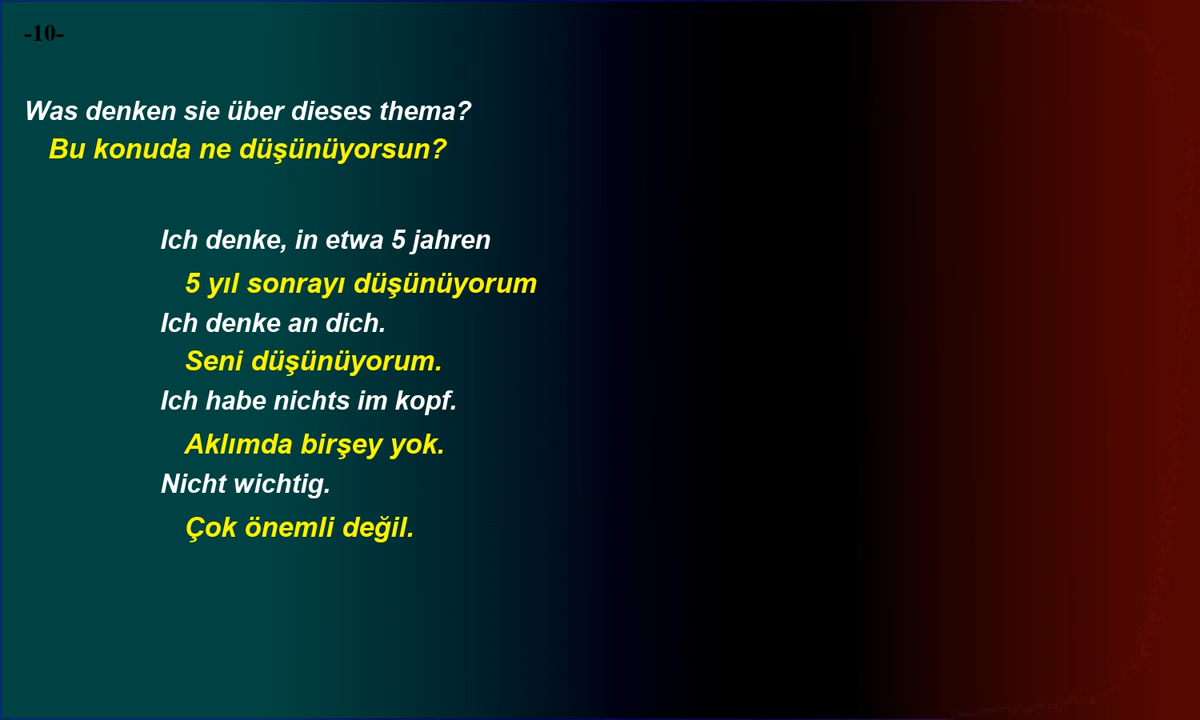 -10-
Was denken sie über dieses thema?
Bu konuda ne düşünüyorsun?
Ich denke, in etwa 5 jahren
5 yıl sonrayı düşünüyorum
Ich denke an dich.
Seni düşünüyorum.
Ich habe nichts im kopf.
Aklımda birşey yok.
Nicht wichtig.
Çok önemli değil.